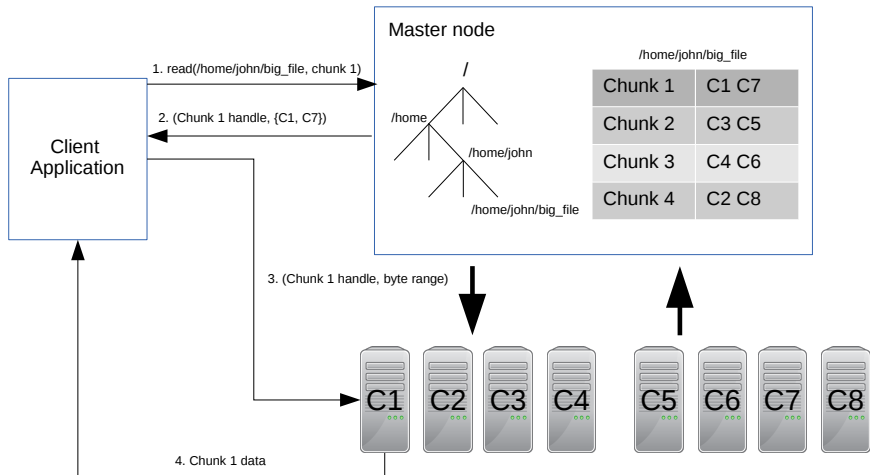 Master node
/home/john/big_file
1. read(/home/john/big_file, chunk 1)
/
Chunk 1 C1 C7
2. (Chunk 1 handle, {C1, C7})
/home
Chunk 2 C3 C5
Client
Application
/home/john
Chunk 3 C4 C6
Chunk 4 C2 C8
/home/john/big_file
3. (Chunk 1 handle, byte range)
C1 C2 C3 C4 C5 C6 C7 C8
4. Chunk 1 data